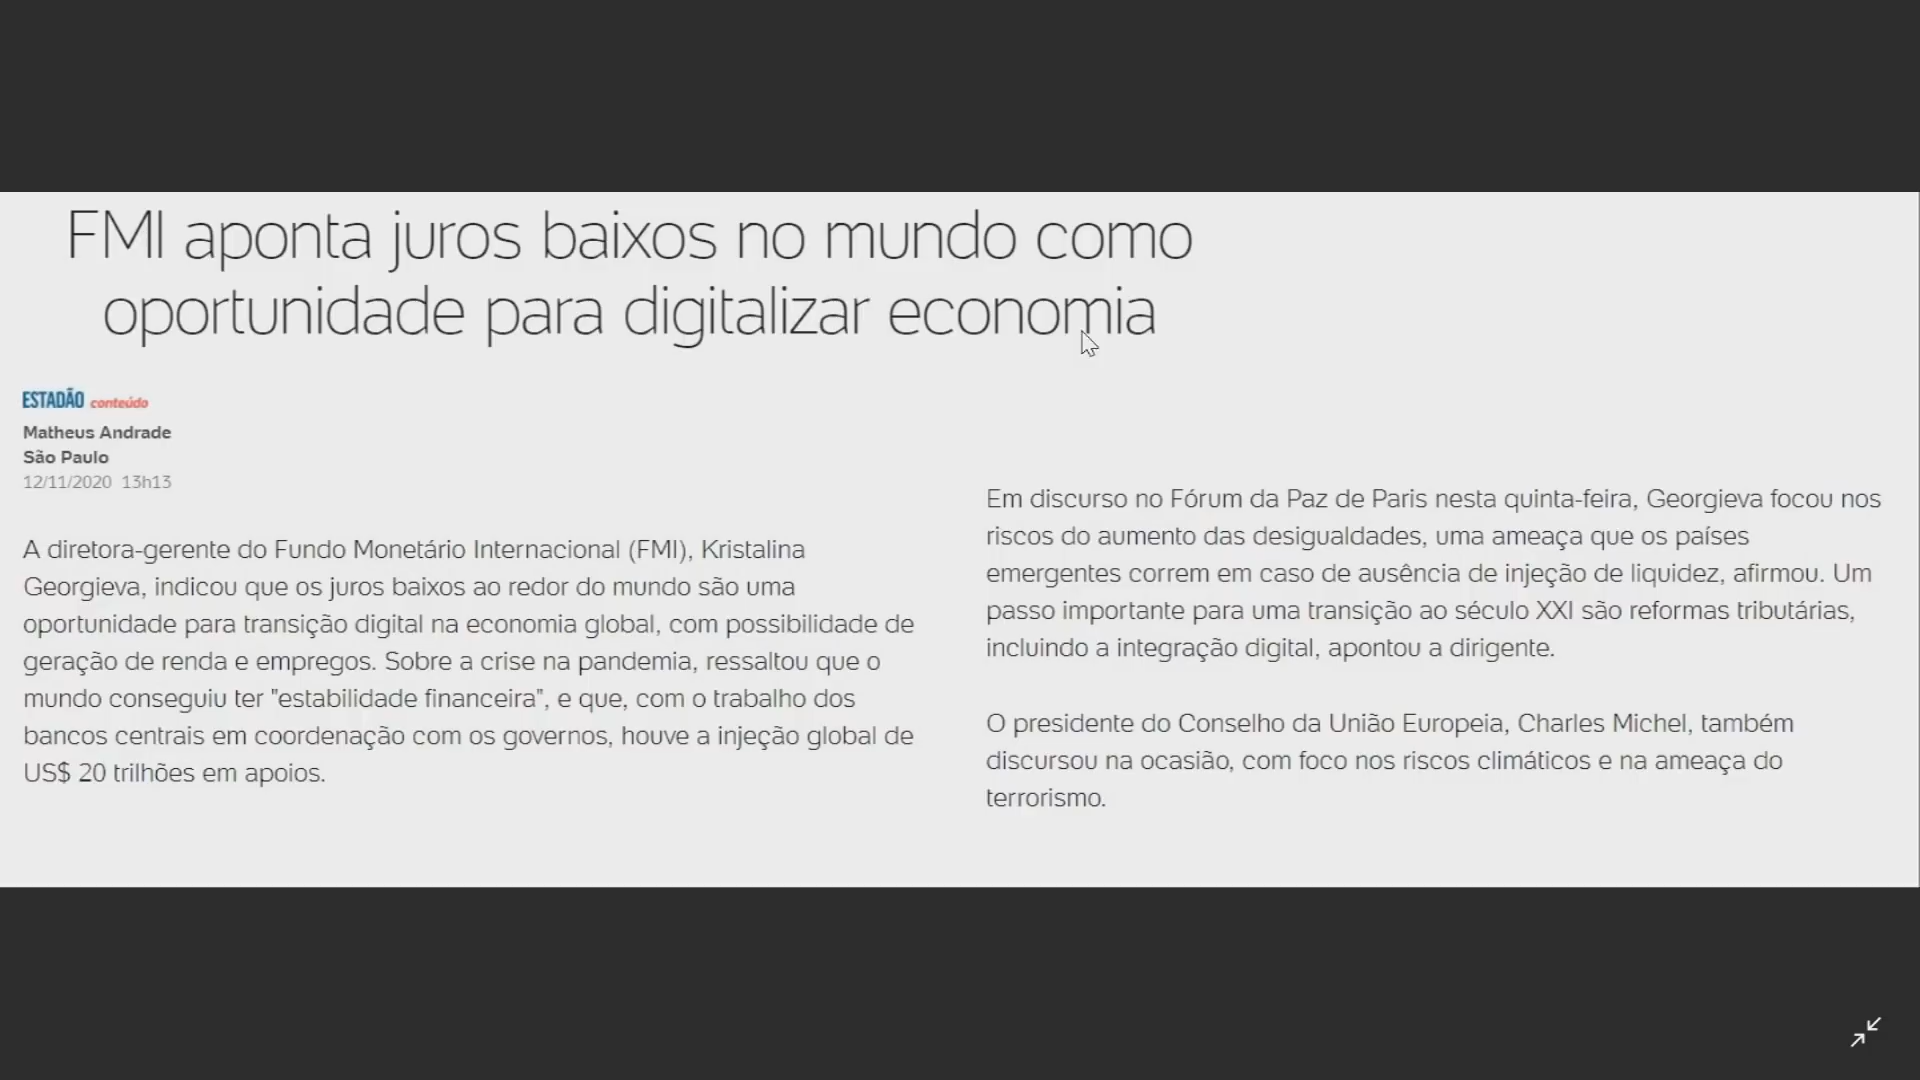 FMI aponta juros baixos no mundo como
oportunidade para digitalizar economia
ESTADÃO conteúdo
Matheus Andrade
São Paulo
12/11/2020 13h13
A diretora-gerente do Fundo Monetário Internacional (FMI), Kristalina
Georgieva, indicou que os juros baixos ao redor do mundo são uma
oportunidade para transição digital na economia global, com possibilidade de
geração de renda e empregos. Sobre a crise na pandemia, ressaltou que o
mundo conseguiu ter "estabilidade financeira", e que, com o trabalho dos
bancos centrais em coordenação com os governos, houve a injeção global de
US$ 20 trilhões em apoios.
Em discurso no Fórum da Paz de Paris nesta quinta-feira, Georgieva focou nos
riscos do aumento das desigualdades, uma ameaça que os países
emergentes correm em caso de ausência de injeção de liquidez, afirmou. Um
passo importante para uma transição ao século XXI são reformas tributárias,
incluindo a integração digital, apontou a dirigente.
O presidente do Conselho da União Europeia, Charles Michel, também
discursou na ocasião, com foco nos riscos climáticos e na ameaça do
terrorismo.